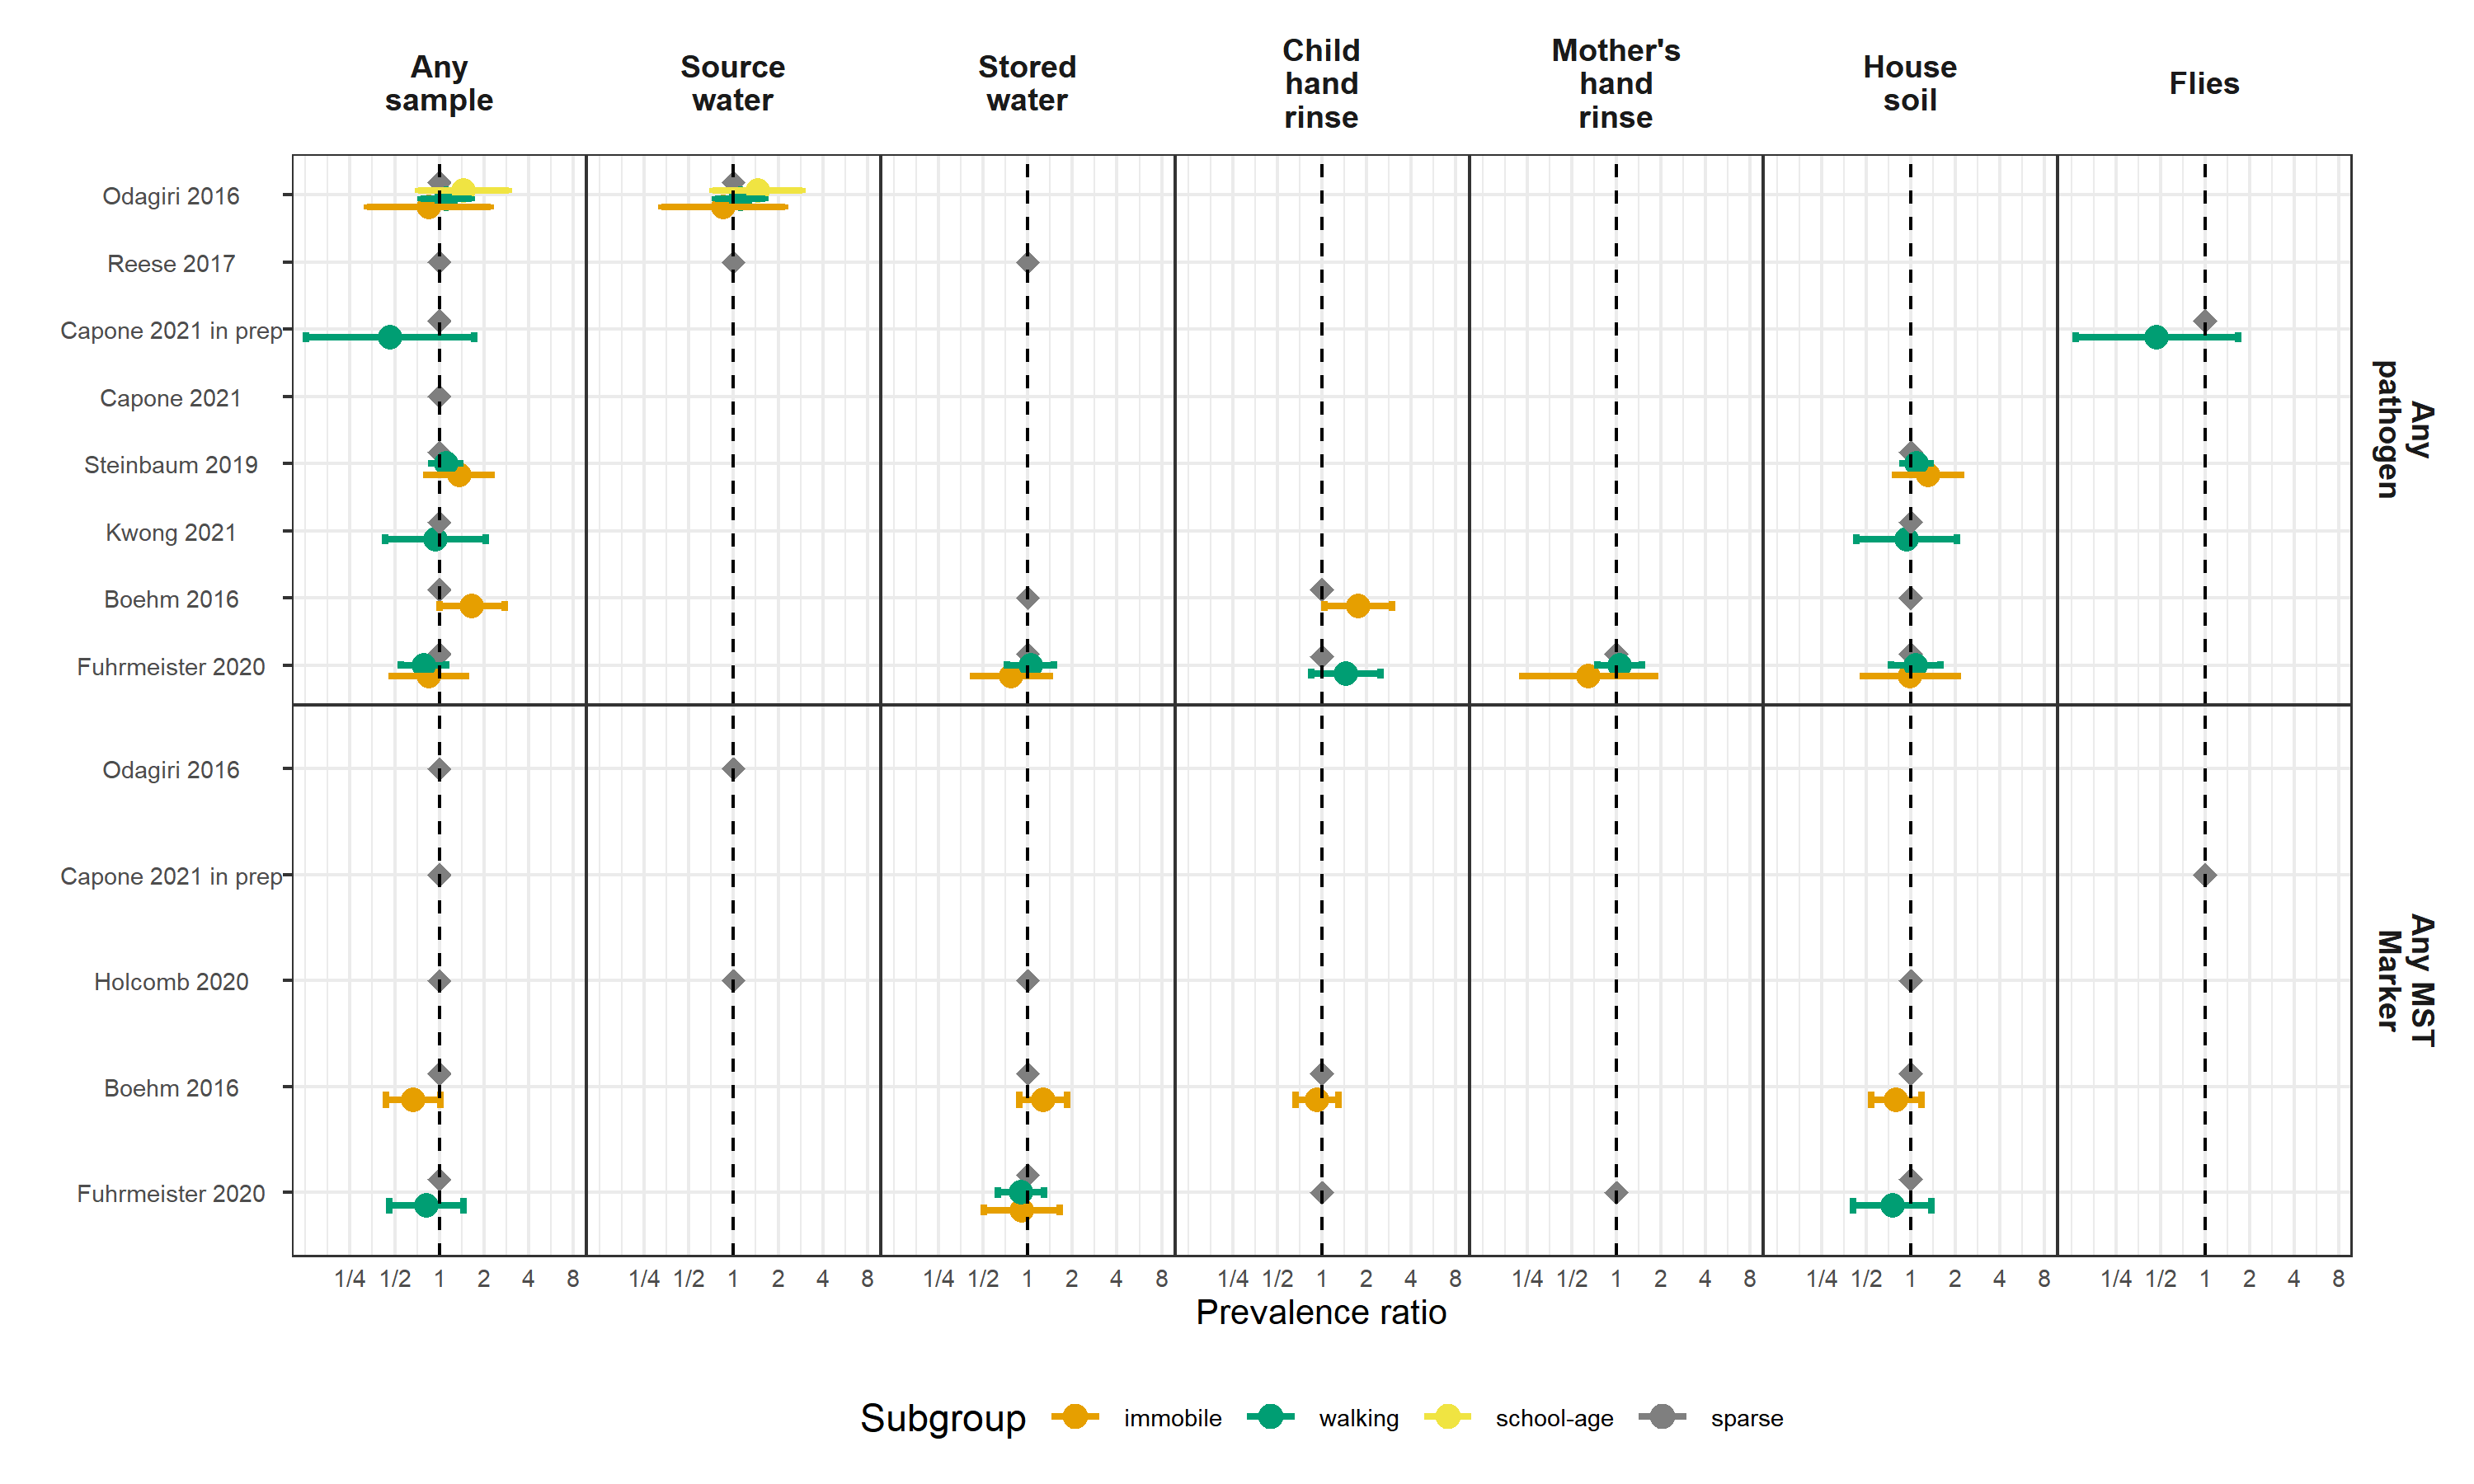 Any
sample
Source
water
Stored
water
Child
hand
rinse
Mother's
hand
rinse
House
soil
Flies
Odagiri 2016
Reese 2017
Capone 2021 in prep
Capone 2021
Steinbaum 2019
Kwong 2021
Boehm 2016
Fuhrmeister 2020
Any
pathogen
Odagiri 2016
Capone 2021 in prep
Holcomb 2020
Boehm 2016
Fuhrmeister 2020
Any MST
Marker
1/4 1/2 1 2 4 8 1/4 1/2 1 2 4 8 1/4 1/2 1 2 4 8 1/4 1/2 1 2 4 8 1/4 1/2 1 2 4 8 1/4 1/2 1 2 4 8 1/4 1/2 1 2 4 8
Prevalence ratio
Subgroup immobile walking school-age sparse